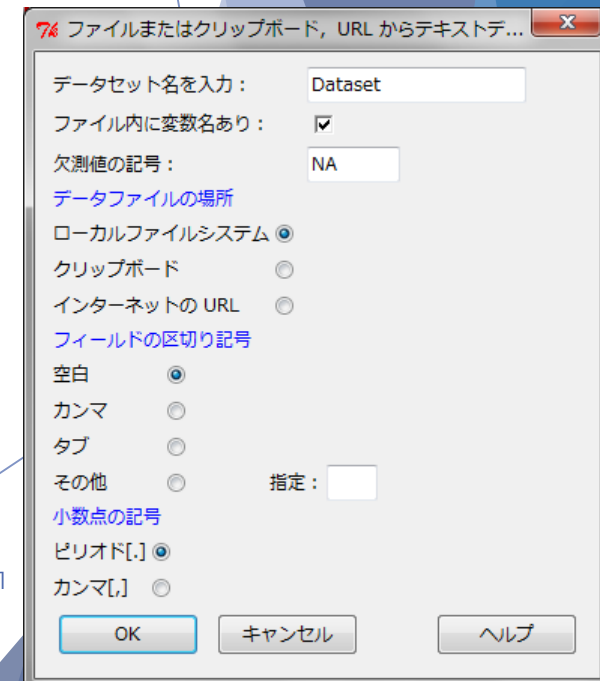 ファイルまたはクリップボード, URL からテキストデ...
データセット名を入力: Dataset
ファイル内に変数名あり:
欠測値の記号: NA
データファイルの場所
ローカルファイルシステム
クリップボード
インターネットの URL
フィールドの区切り記号
空白
カンマ
タブ
その他 指定:
小数点の記号
ピリオド[.]
カンマ[,]
OK キャンセル ヘルプ